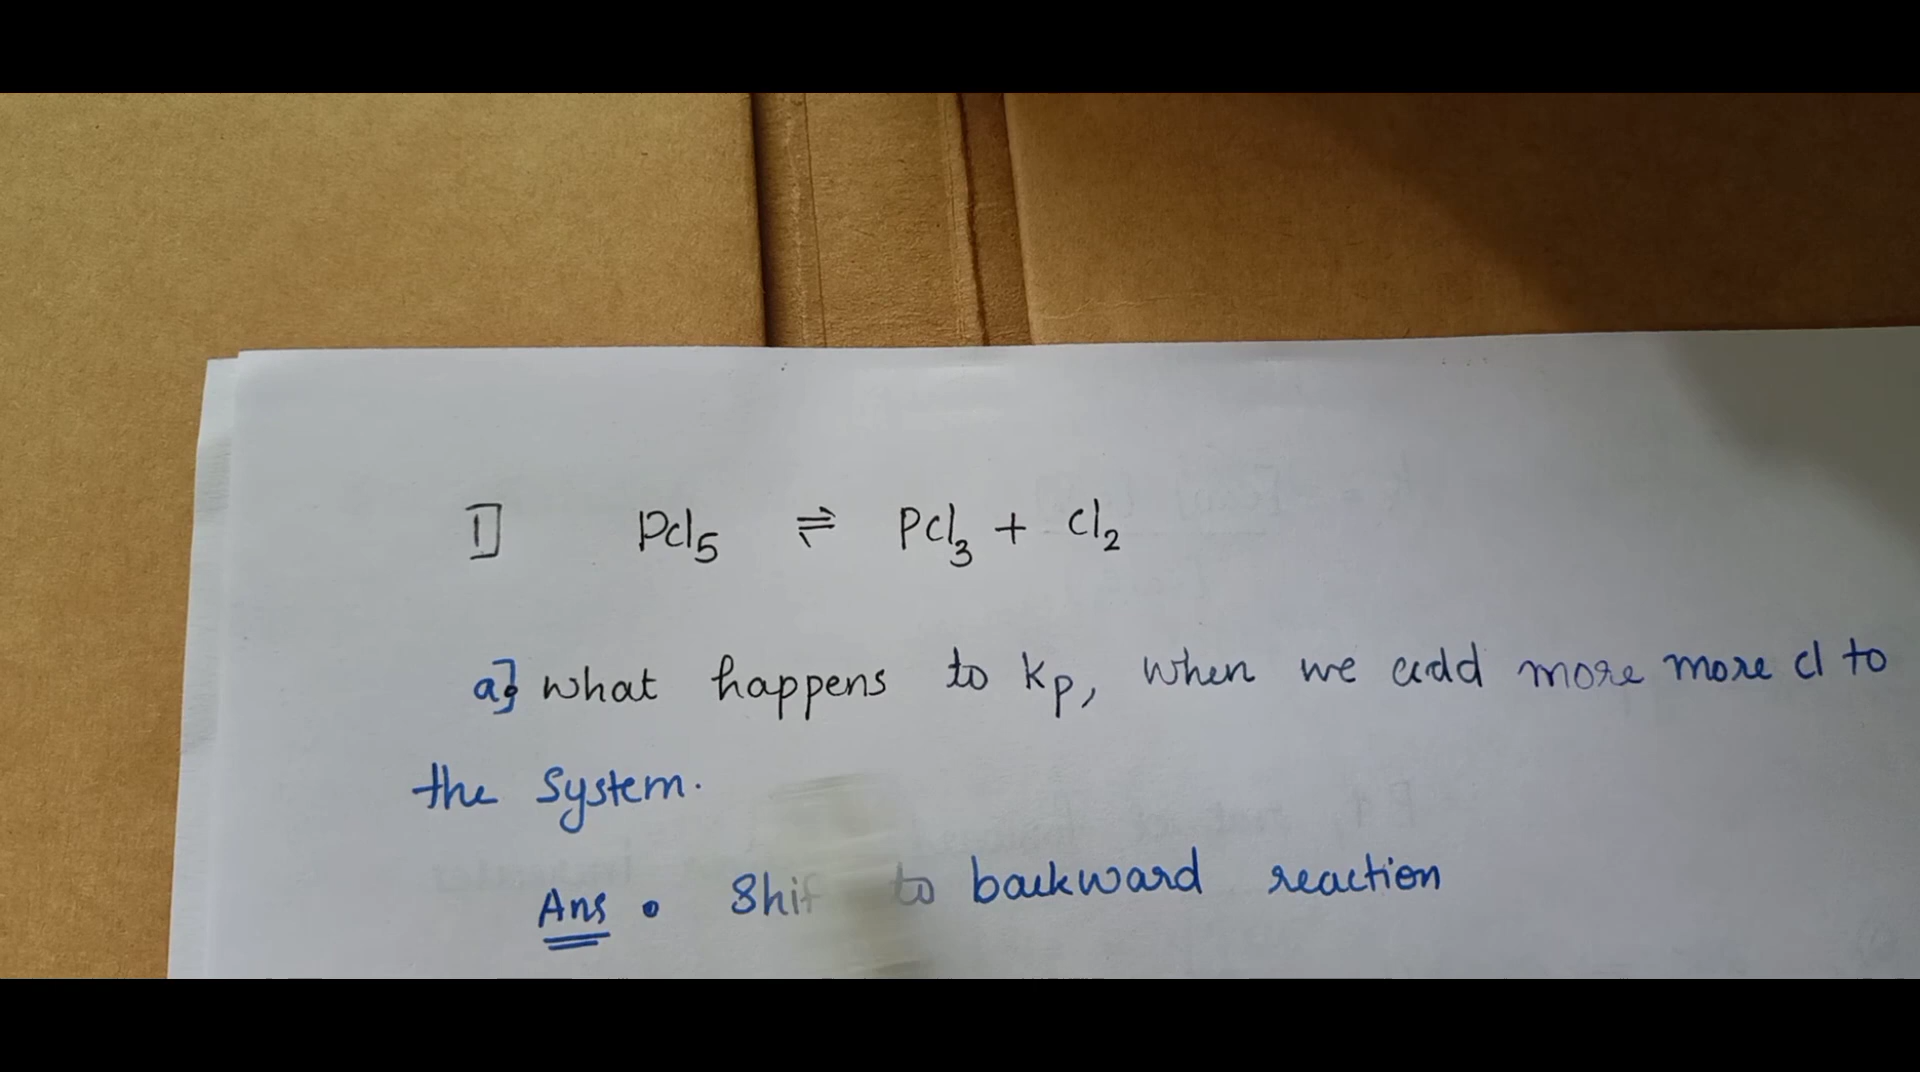 1] PCl5 ⇌ PCl3 + Cl2
a] what happens to kp, when we add more more cl to
the system.
Ans • to backward reaction